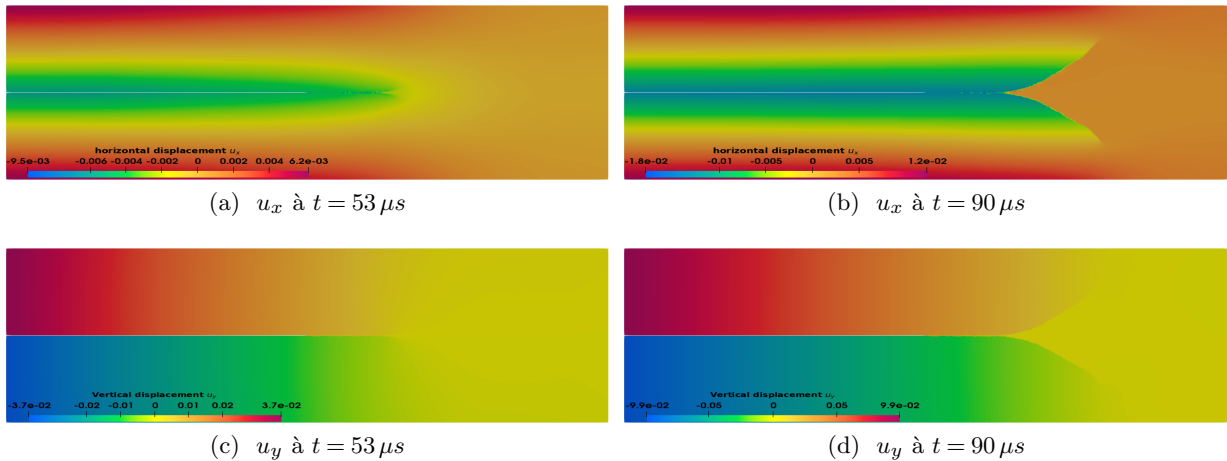 horizontal displacement u_x
-9.5e-03 -0.006 -0.004 -0.002 0 0.002 0.004 6.2e-03
(a) u_x à t = 53 μs
horizontal displacement u_x
-1.8e-02 -0.01 -0.005 0 0.005 1.2e-02
(b) u_x à t = 90 μs
Vertical displacement u_y
-3.7e-02 -0.02 -0.01 0 0.01 0.02 3.7e-02
(c) u_y à t = 53 μs
Vertical displacement u_y
-9.9e-02 -0.05 0 0.05 9.9e-02
(d) u_y à t = 90 μs